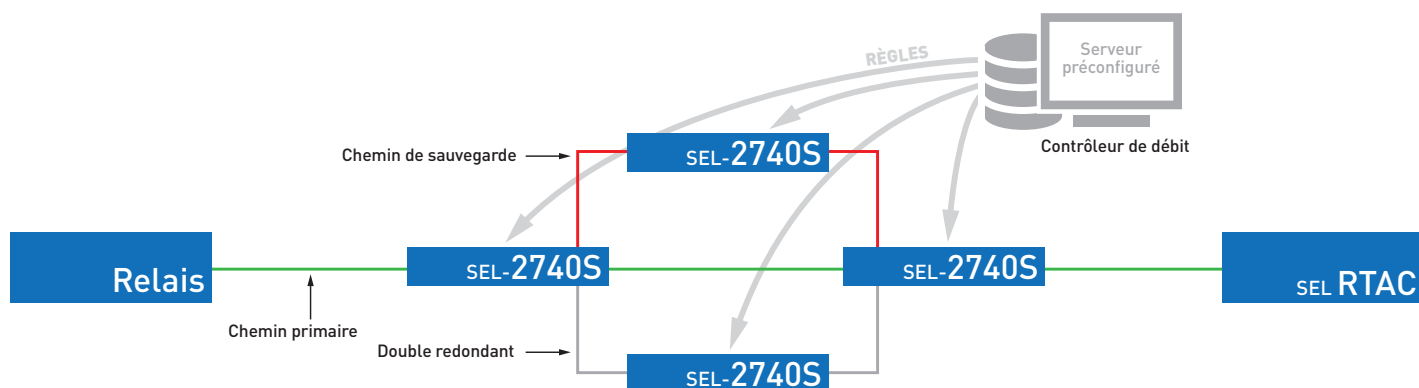 RÈGLES
Serveur
préconfiguré
Contrôleur de débit
Chemin de sauvegarde
SEL-2740S
Relais
SEL-2740S
SEL-2740S
SEL RTAC
Chemin primaire
Double redondant
SEL-2740S